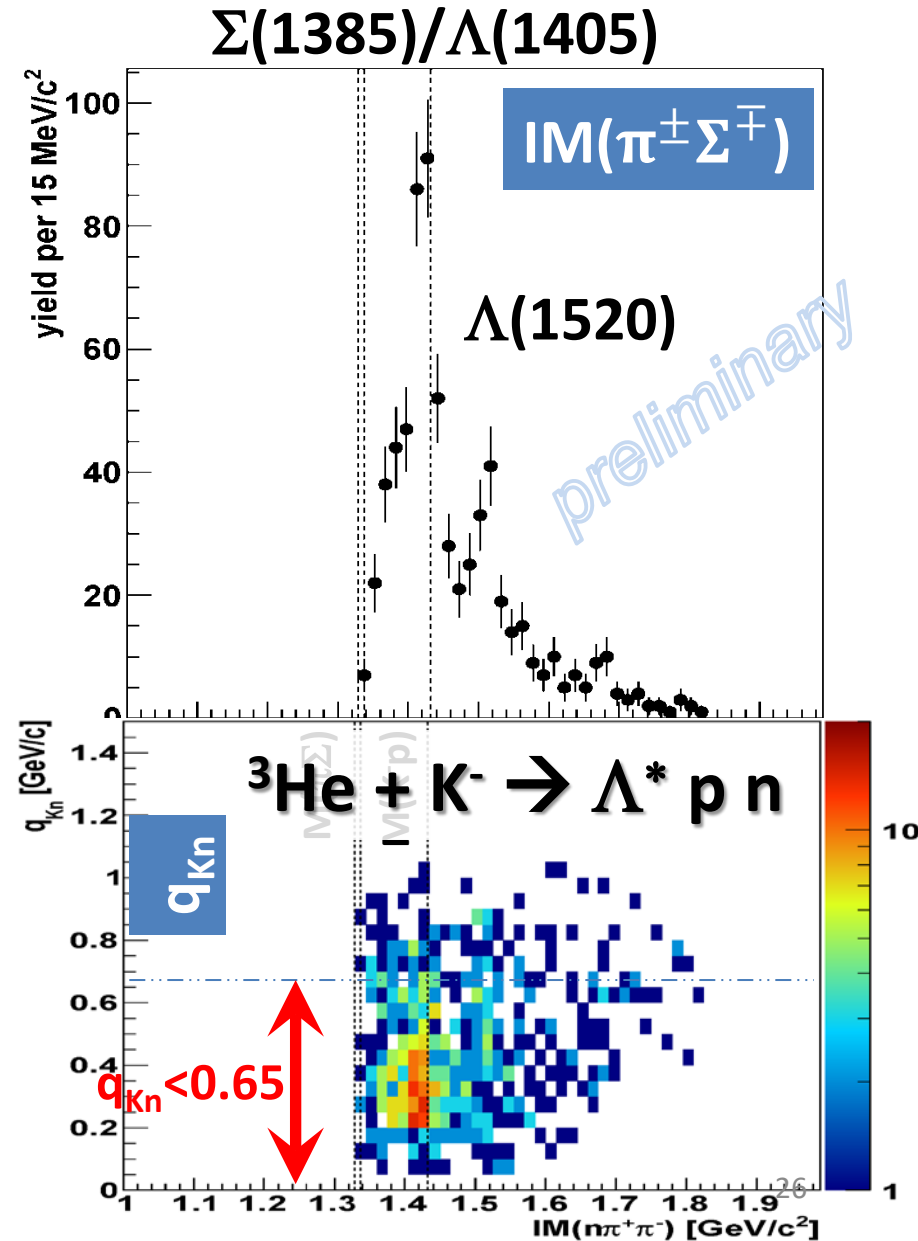 Σ(1385)/Λ(1405)
yield per 15 MeV/c²
100
80
60
40
20
0
IM(π±Σ∓)
Λ(1520)
preliminary
q_Kn [GeV/c]
1.4
1.2
1
0.8
0.6
0.4
0.2
0
³He + K⁻ → Λ* p n
q_Kn
q_Kn<0.65
10
1
26
1 1.1 1.2 1.3 1.4 1.5 1.6 1.7 1.8 1.9
IM(nπ⁺π⁻) [GeV/c²]